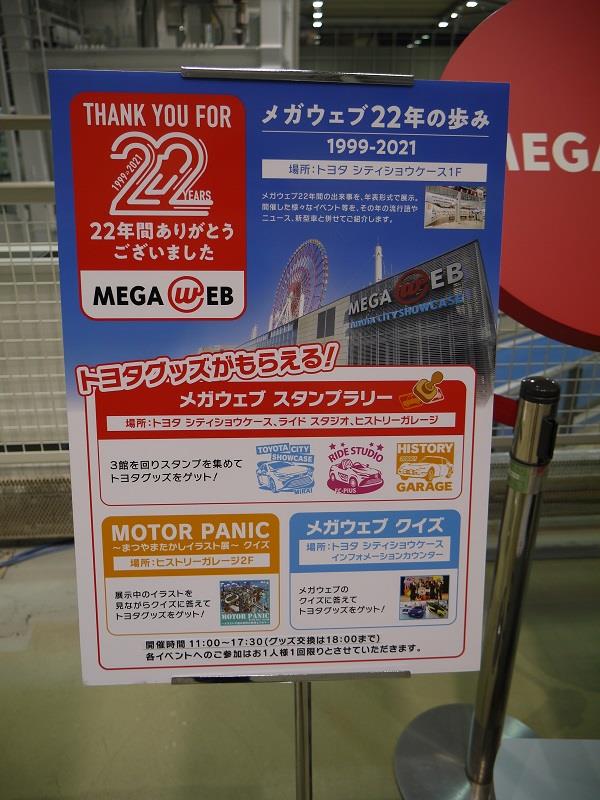 THANK YOU FOR
1999-2021
22
YEARS
22年間ありがとう
ございました
MEGA WEB
メガウェブ22年の歩み
1999-2021
場所:トヨタ シティショウケース1F
メガウェブ22年間の出来事を、年表形式で展示。
開催した様々なイベント等を、その年の流行語や
ニュース、新型車と併せてご紹介します。
MEGA WEB
TOYOTA CITY SHOWCASE
MEGA
トヨタグッズがもらえる!
メガウェブ スタンプラリー
場所:トヨタ シティショウケース、ライド スタジオ、ヒストリーガレージ
3館を回りスタンプを集めて
トヨタグッズをゲット!
TOYOTA CITY
SHOWCASE
MIRAI
RIDE STUDIO
FC-PIUS
HISTORY
GARAGE
MOTOR PANIC
〜まつやまたかしイラスト展〜 クイズ
場所:ヒストリーガレージ2F
展示中のイラストを
見ながらクイズに答えて
トヨタグッズをゲット!
MOTOR PANIC
メガウェブ クイズ
場所:トヨタ シティショウケース
インフォメーションカウンター
メガウェブの
クイズに答えて
トヨタグッズをゲット!
開催時間 11:00〜17:30(グッズ交換は18:00まで)
各イベントへのご参加はお1人様1回限りとさせていただきます。